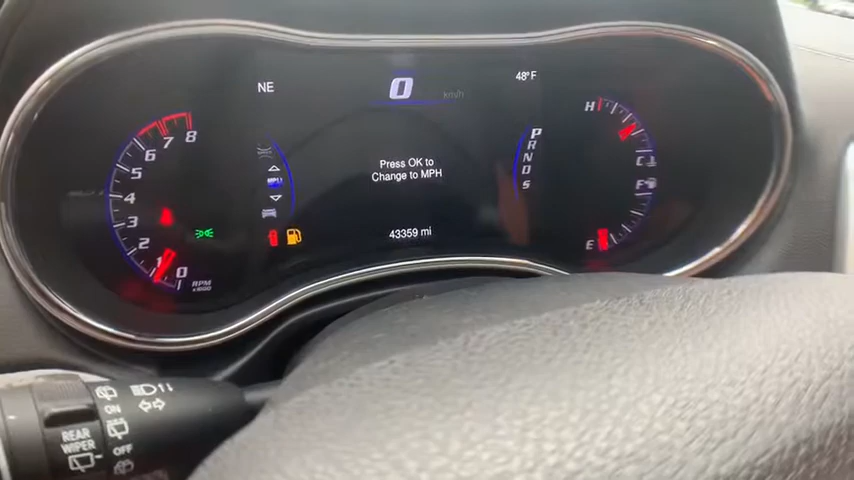 NE
0 km/h
48°F
H
8
7
6
5
4
3
2
1
0
RPM
x1000
Press OK to
Change to MPH
43359 mi
P
R
N
D
S
C
F
E
ON
OFF
REAR
WIPER